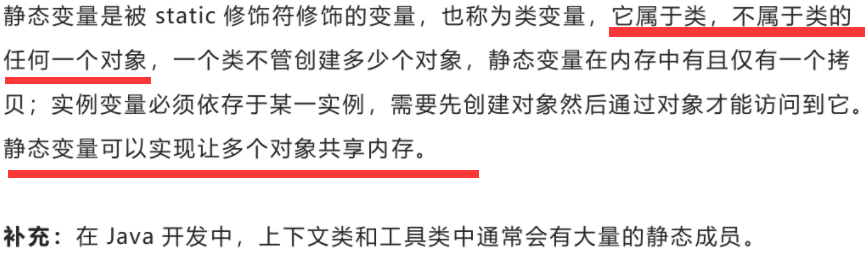 静态变量是被 static 修饰符修饰的变量，也称为类变量，它属于类，不属于类的
任何一个对象，一个类不管创建多少个对象，静态变量在内存中有且仅有一个拷
贝；实例变量必须依存于某一实例，需要先创建对象然后通过对象才能访问到它。
静态变量可以实现让多个对象共享内存。
补充：在 Java 开发中，上下文类和工具类中通常会有大量的静态成员。